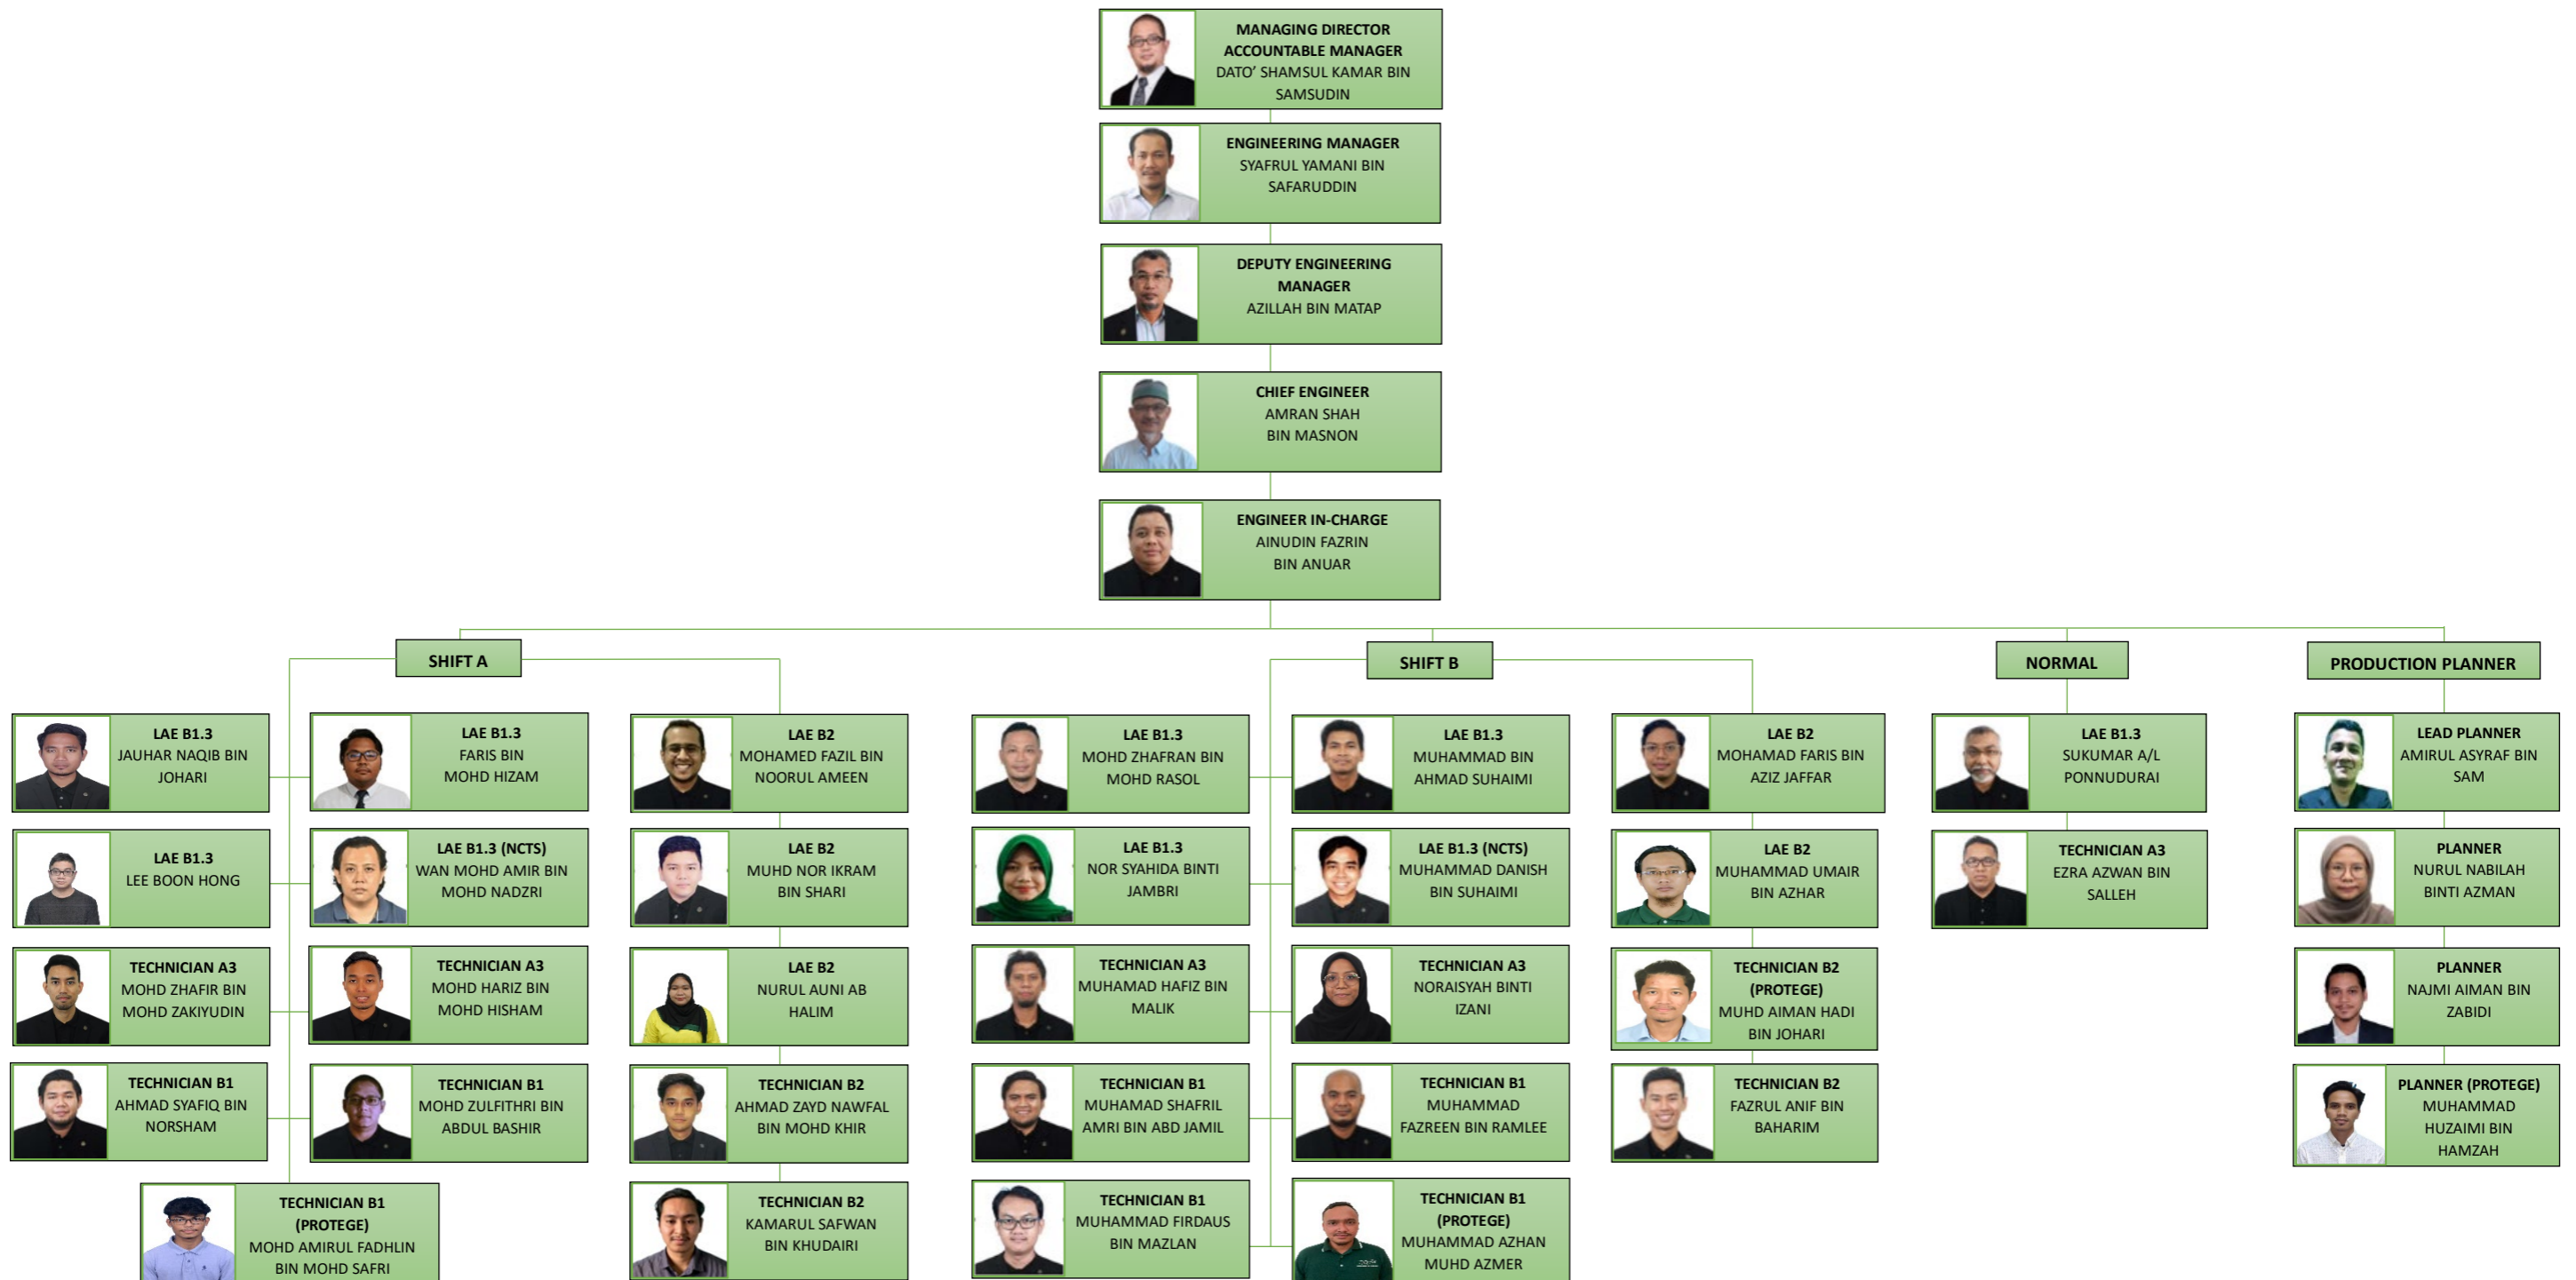 MANAGING DIRECTOR
ACCOUNTABLE MANAGER
DATO’ SHAMSUL KAMAR BIN
SAMSUDIN
ENGINEERING MANAGER
SYAFRUL YAMANI BIN
SAFARUDDIN
DEPUTY ENGINEERING
MANAGER
AZILLAH BIN MATAP
CHIEF ENGINEER
AMRAN SHAH
BIN MASNON
ENGINEER IN-CHARGE
AINUDIN FAZRIN
BIN ANUAR
SHIFT A
LAE B1.3
JAUHAR NAQIB BIN
JOHARI
LAE B1.3
FARIS BIN
MOHD HIZAM
LAE B2
MOHAMED FAZIL BIN
NOORUL AMEEN
LAE B1.3
LEE BOON HONG
LAE B1.3 (NCTS)
WAN MOHD AMIR BIN
MOHD NADZRI
LAE B2
MUHD NOR IKRAM
BIN SHARI
TECHNICIAN A3
MOHD ZHAFIR BIN
MOHD ZAKIYUDIN
TECHNICIAN A3
MOHD HARIZ BIN
MOHD HISHAM
LAE B2
NURUL AUNI AB
HALIM
TECHNICIAN B1
AHMAD SYAFIQ BIN
NORSHAM
TECHNICIAN B1
MOHD ZULFITHRI BIN
ABDUL BASHIR
TECHNICIAN B2
AHMAD ZAYD NAWFAL
BIN MOHD KHIR
TECHNICIAN B1
(PROTEGE)
MOHD AMIRUL FADHLIN
BIN MOHD SAFRI
TECHNICIAN B2
KAMARUL SAFWAN
BIN KHUDAIRI
SHIFT B
LAE B1.3
MOHD ZHAFRAN BIN
MOHD RASOL
LAE B1.3
MUHAMMAD BIN
AHMAD SUHAIMI
LAE B2
MOHAMAD FARIS BIN
AZIZ JAFFAR
LAE B1.3
NOR SYAHIDA BINTI
JAMBRI
LAE B1.3 (NCTS)
MUHAMMAD DANISH
BIN SUHAIMI
LAE B2
MUHAMMAD UMAIR
BIN AZHAR
TECHNICIAN A3
MUHAMAD HAFIZ BIN
MALIK
TECHNICIAN A3
NORAISYAH BINTI
IZANI
TECHNICIAN B2
(PROTEGE)
MUHD AIMAN HADI
BIN JOHARI
TECHNICIAN B1
MUHAMAD SHAFRIL
AMRI BIN ABD JAMIL
TECHNICIAN B1
MUHAMMAD
FAZREEN BIN RAMLEE
TECHNICIAN B2
FAZRUL ANIF BIN
BAHARIM
TECHNICIAN B1
MUHAMMAD FIRDAUS
BIN MAZLAN
TECHNICIAN B1
(PROTEGE)
MUHAMMAD AZHAN
MUHD AZMER
NORMAL
LAE B1.3
SUKUMAR A/L
PONNUDURAI
TECHNICIAN A3
EZRA AZWAN BIN
SALLEH
PRODUCTION PLANNER
LEAD PLANNER
AMIRUL ASYRAF BIN
SAM
PLANNER
NURUL NABILAH
BINTI AZMAN
PLANNER
NAJMI AIMAN BIN
ZABIDI
PLANNER (PROTEGE)
MUHAMMAD
HUZAIMI BIN
HAMZAH